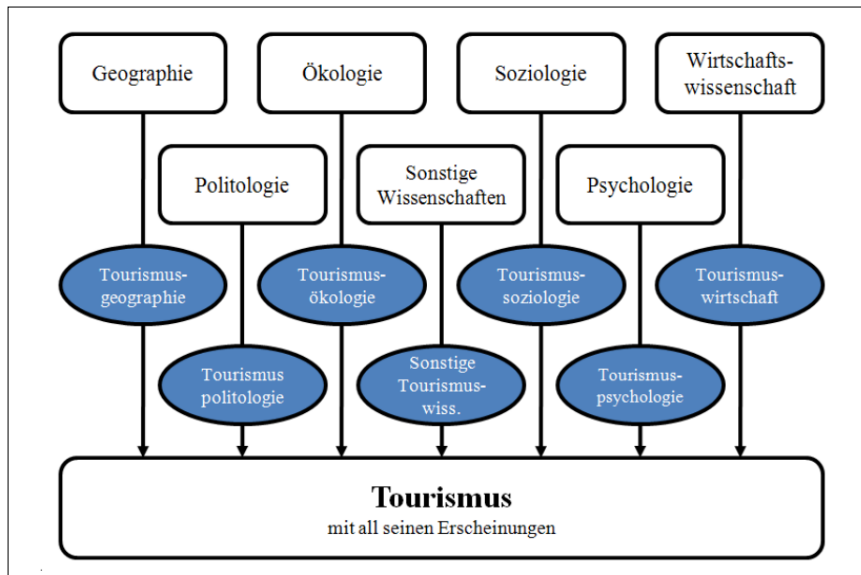 Geographie
Ökologie
Soziologie
Wirtschafts-
wissenschaft
Politologie
Sonstige
Wissenschaften
Psychologie
Tourismus-
geographie
Tourismus-
ökologie
Tourismus-
soziologie
Tourismus-
wirtschaft
Tourismus
politologie
Sonstige
Tourismus-
wiss.
Tourismus-
psychologie
Tourismus
mit all seinen Erscheinungen